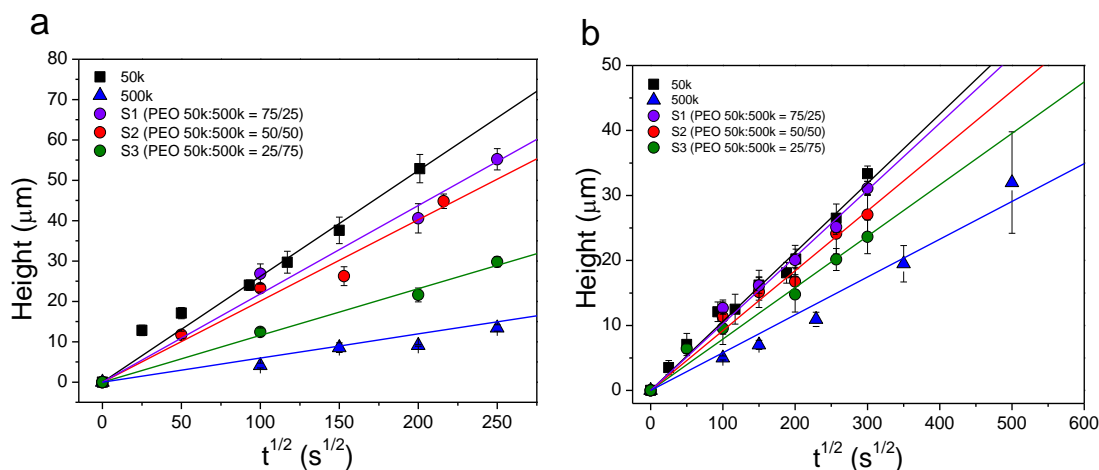 a
80
70
60
50
40
30
20
10
0
Height (μm)
50k
500k
S1 (PEO 50k:500k = 75/25)
S2 (PEO 50k:500k = 50/50)
S3 (PEO 50k:500k = 25/75)
0 50 100 150 200 250
t^{1/2} (s^{1/2})
b
50
40
30
20
10
0
Height (μm)
50k
500k
S1 (PEO 50k:500k = 75/25)
S2 (PEO 50k:500k = 50/50)
S3 (PEO 50k:500k = 25/75)
0 100 200 300 400 500 600
t^{1/2} (s^{1/2})